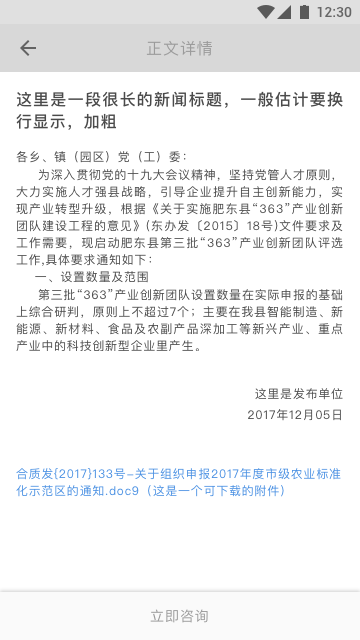 12:30
正文详情
这里是一段很长的新闻标题，一般估计要换
行显示，加粗
各乡、镇（园区）党（工）委：
为深入贯彻党的十九大会议精神，坚持党管人才原则，
大力实施人才强县战略，引导企业提升自主创新能力，实
现产业转型升级，根据《关于实施肥东县“363”产业创新
团队建设工程的意见》(东办发〔2015〕18号)文件要求及
工作需要，现启动肥东县第三批“363”产业创新团队评选
工作,具体要求通知如下：
一、设置数量及范围
第三批“363”产业创新团队设置数量在实际申报的基础
上综合研判，原则上不超过7个；主要在我县智能制造、新
能源、新材料、食品及农副产品深加工等新兴产业、重点
产业中的科技创新型企业里产生。
这里是发布单位
2017年12月05日
合质发{2017}133号-关于组织申报2017年度市级农业标准
化示范区的通知.doc9（这是一个可下载的附件）
立即咨询